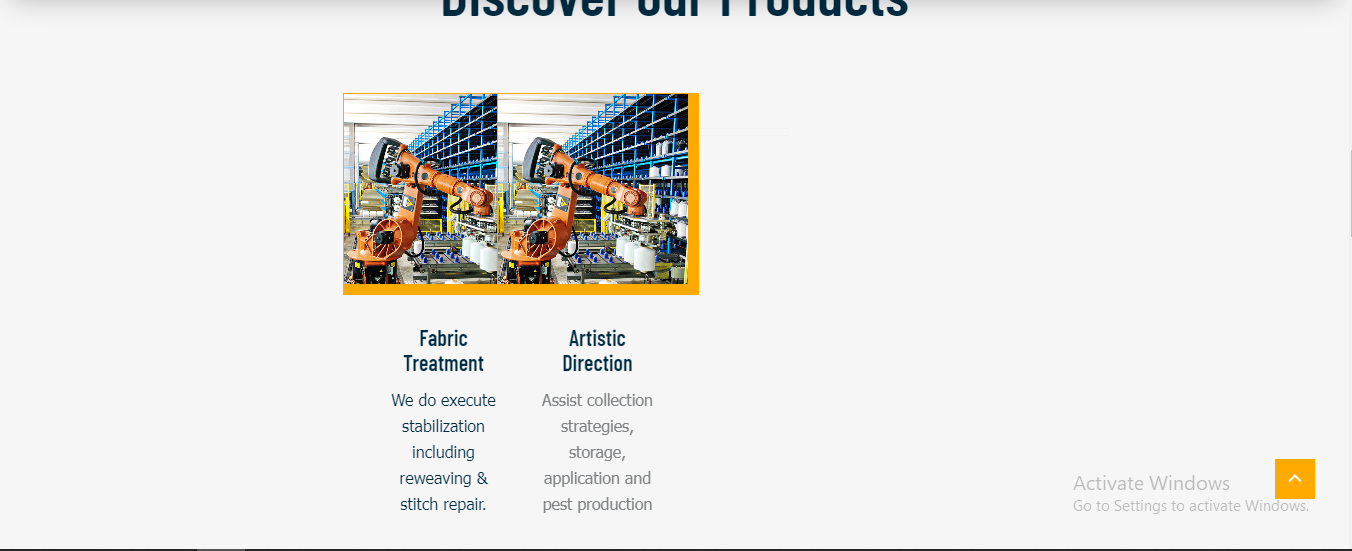 Discover Our Products
Fabric
Treatment
We do execute
stabilization
including
reweaving &
stitch repair.
Artistic
Direction
Assist collection
strategies,
storage,
application and
pest production
Activate Windows
Go to Settings to activate Windows.